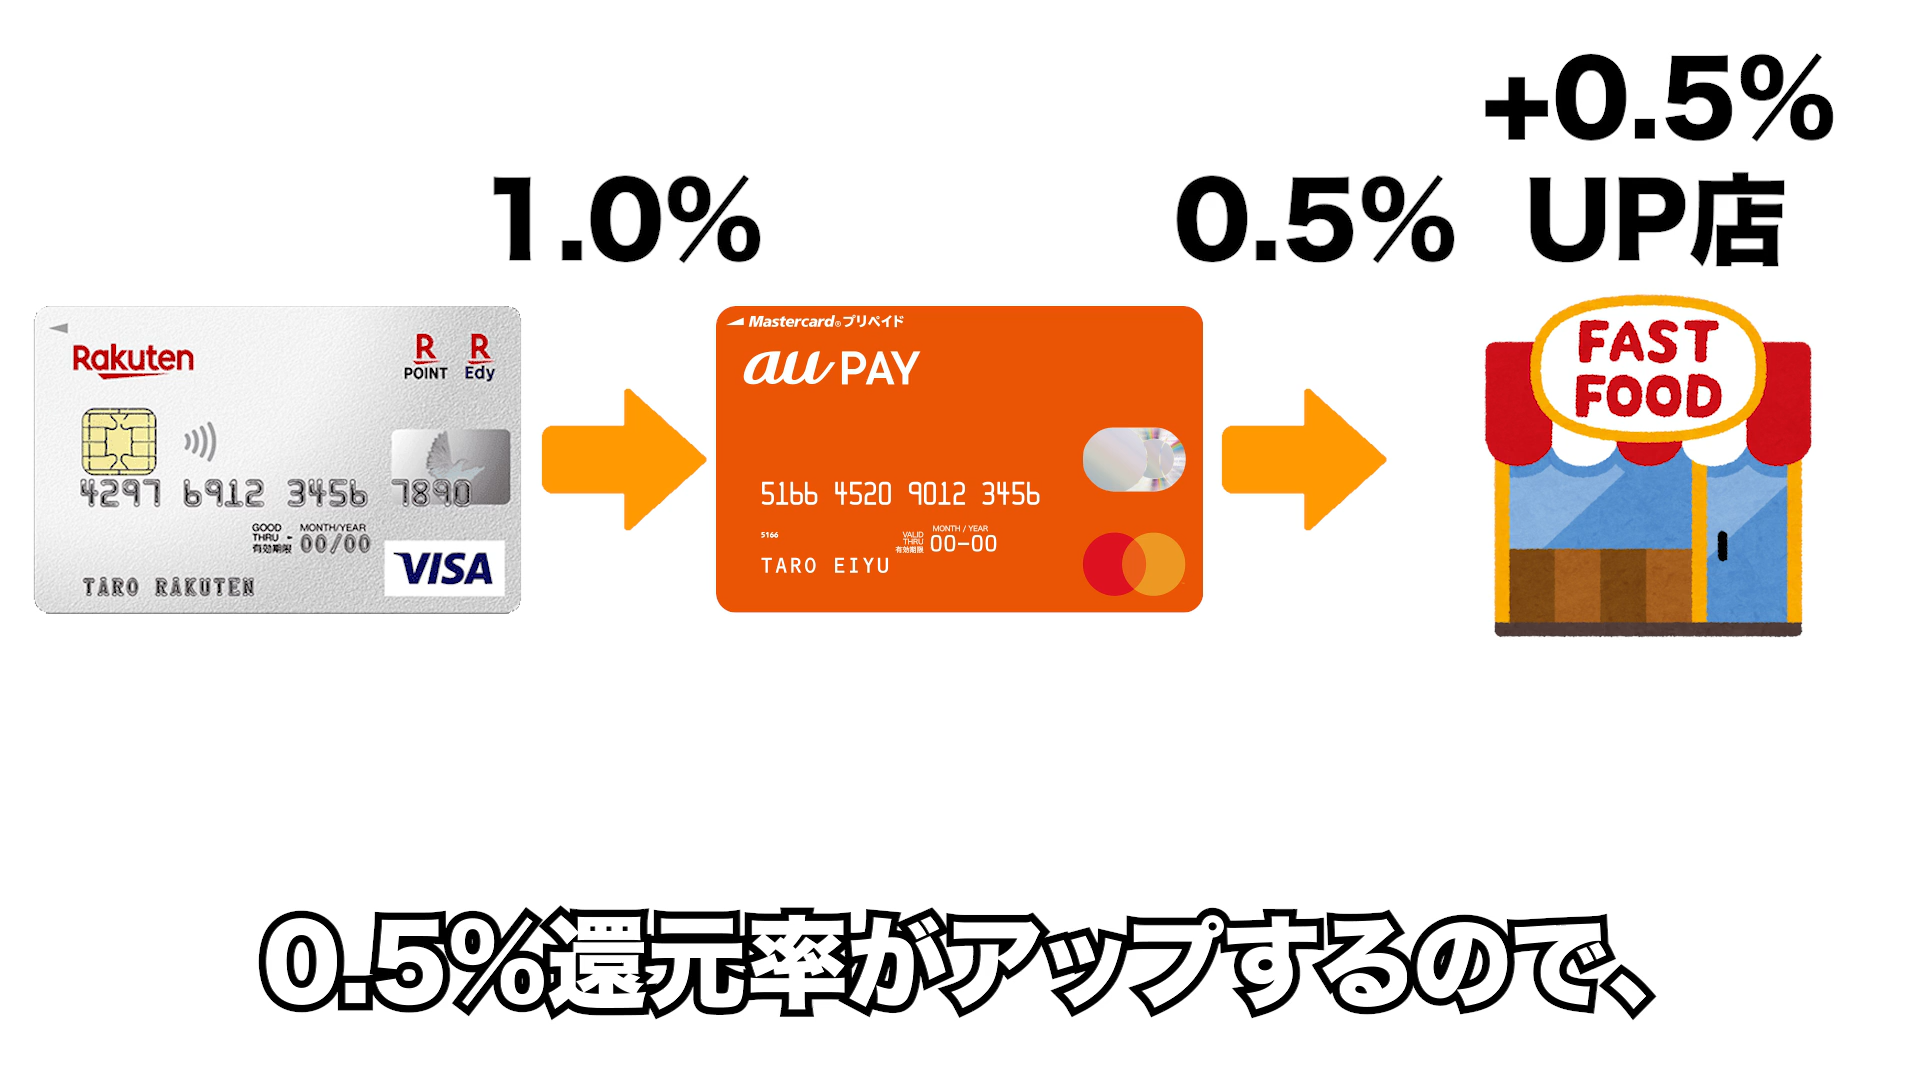 +0.5%
1.0%
0.5%
UP店
Rakuten
R
POINT
R
Edy
4297 6912 3456 7890
GOOD
THRU
有効期限
MONTH/YEAR
00/00
VISA
TARO RAKUTEN
Mastercard®プリペイド
au PAY
5166 4520 9012 3456
5166
VALID
THRU
有効期限
MONTH / YEAR
00-00
TARO EIYU
FAST
FOOD
0.5%還元率がアップするので、